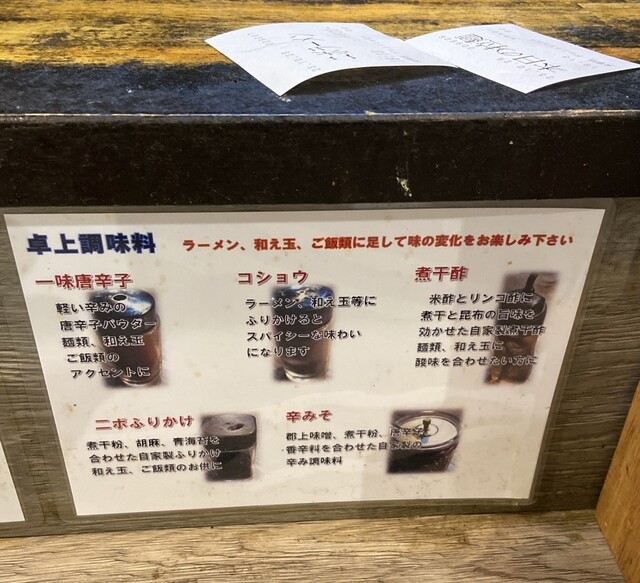 卓上調味料
ラーメン、和え玉、ご飯類に足して味の変化をお楽しみ下さい
一味唐辛子
軽い辛みの
唐辛子パウダー
麺類、和え玉
ご飯類の
アクセントに
コショウ
ラーメン、和え玉等に
ふりかけると
スパイシーな味わい
になります
煮干酢
米酢とリンゴ酢に
煮干と昆布の旨味を
効かせた自家製煮干酢
麺類、和え玉に
酸味を合わせたい方に
ニボふりかけ
煮干粉、胡麻、青海苔を
合わせた自家製ふりかけ
和え玉、ご飯類のお供に
辛みそ
郡上味噌、煮干粉、唐辛子
香辛料を合わせた自家製の
辛み調味料